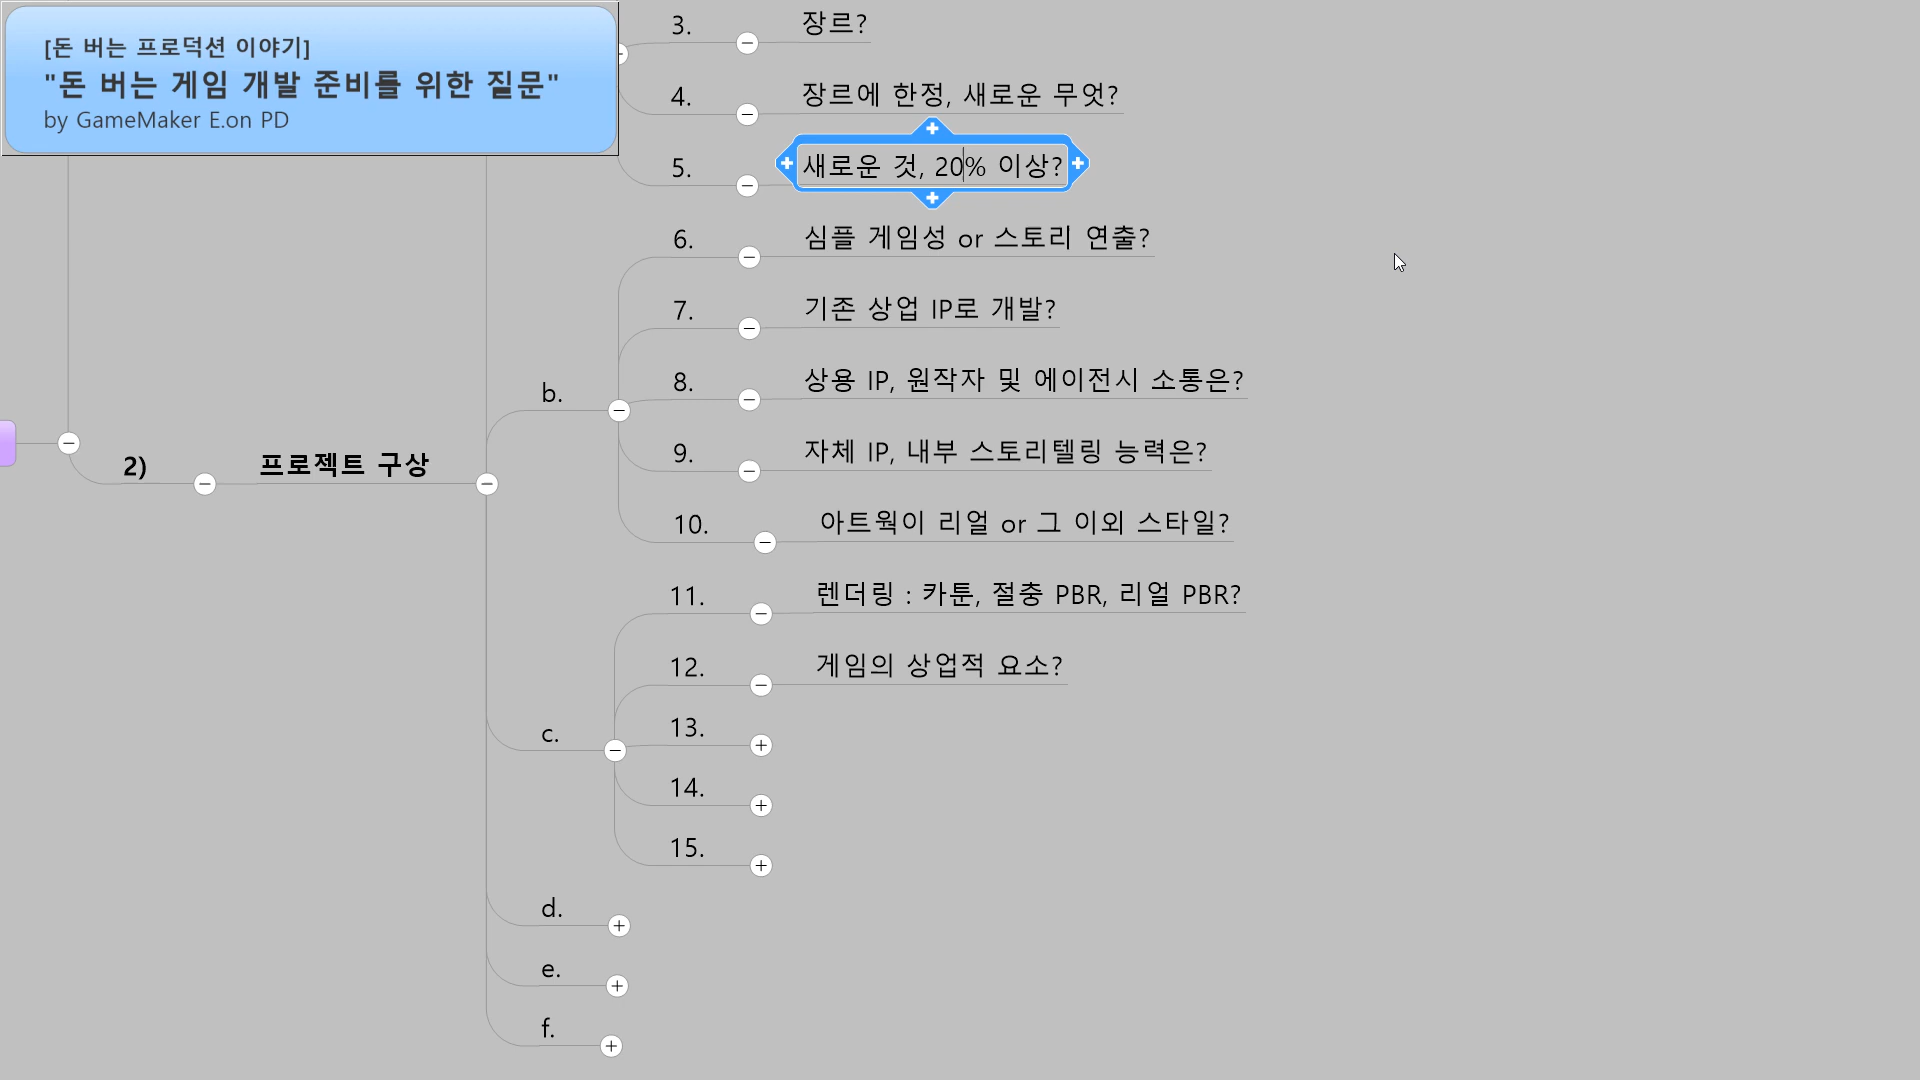 [돈 버는 프로덕션 이야기]
"돈 버는 게임 개발 준비를 위한 질문"
by GameMaker E.on PD
3. 장르?
4. 장르에 한정, 새로운 무엇?
5. 새로운 것, 20% 이상?
2) 프로젝트 구상
b.
6. 심플 게임성 or 스토리 연출?
7. 기존 상업 IP로 개발?
8. 상용 IP, 원작자 및 에이전시 소통은?
9. 자체 IP, 내부 스토리텔링 능력은?
10. 아트웍이 리얼 or 그 이외 스타일?
c.
11. 렌더링 : 카툰, 절충 PBR, 리얼 PBR?
12. 게임의 상업적 요소?
13.
14.
15.
d.
e.
f.